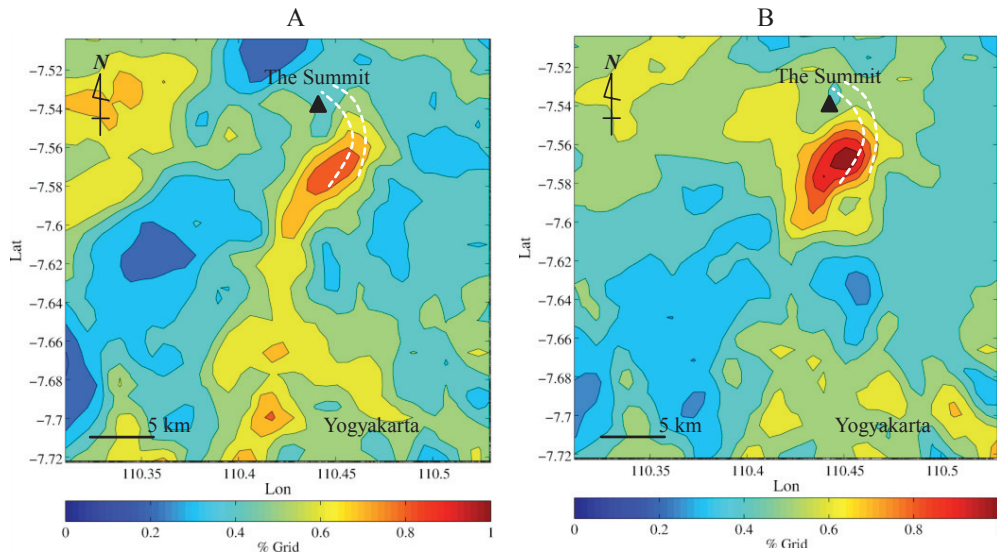 A
B
N
The Summit
N
The Summit
−7.52
−7.54
−7.56
−7.58
−7.6
−7.62
−7.64
−7.66
−7.68
−7.7
−7.72
Lat
5 km
Yogyakarta
110.35
110.4
110.45
110.5
Lon
0
0.2
0.4
0.6
0.8
1
% Grid
−7.52
−7.54
−7.56
−7.58
−7.6
−7.62
−7.64
−7.66
−7.68
−7.7
−7.72
Lat
5 km
Yogyakarta
110.35
110.4
110.45
110.5
Lon
0
0.2
0.4
0.6
0.8
% Grid